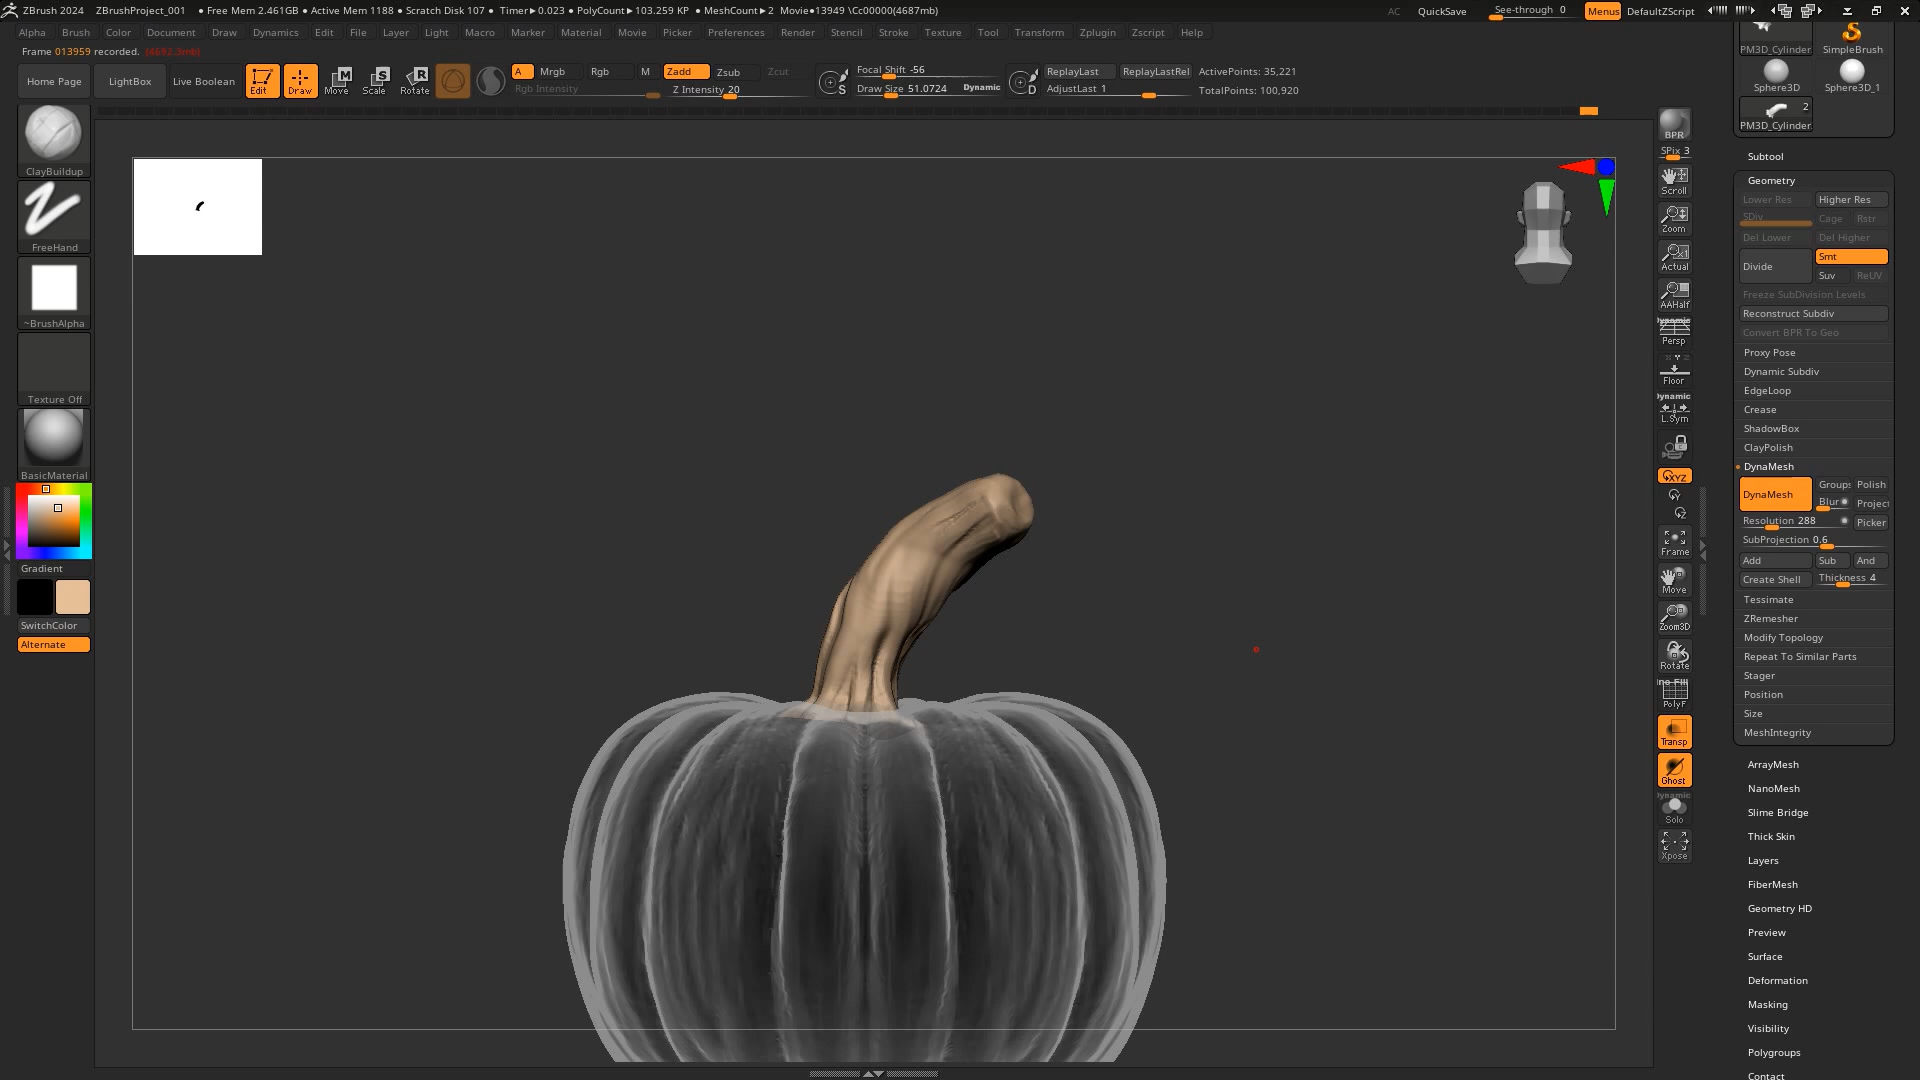 ZBrush 2024 ZBrushProject_001 • Free Mem 2.461GB • Active Mem 1188 • Scratch Disk 107 • Timer►0.023 • PolyCount►103.259 KP • MeshCount►2 Movie•13949 \Cc00000(4687mb) AC QuickSave See-through 0 Menus DefaultZScript
Alpha Brush Color Document Draw Dynamics Edit File Layer Light Macro Marker Material Movie Picker Preferences Render Stencil Stroke Texture Tool Transform Zplugin Zscript Help
Frame 013959 recorded. (4692.3mb)
Home Page LightBox Live Boolean Edit Draw Move Scale Rotate
A Mrgb Rgb M Zadd Zsub Zcut
Rgb Intensity Z Intensity 20
Focal Shift -56
Draw Size 51.0724 Dynamic
ReplayLast ReplayLastRel ActivePoints: 35,221
AdjustLast 1 TotalPoints: 100,920
ClayBuildup
FreeHand
~BrushAlpha
Texture Off
BasicMaterial
Gradient
SwitchColor
Alternate
BPR
SPix 3
Scroll
Zoom
Actual
AAHalf
Persp
Floor
Dynamic
L.Sym
XYZ
Frame
Move
Zoom3D
Rotate
PolyF
Transp
Ghost
Dynamic
Solo
Xpose
PM3D_Cylinder SimpleBrush
Sphere3D Sphere3D_1
2
PM3D_Cylinder
Subtool
Geometry
Lower Res Higher Res
SDiv Cage Rstr
Del Lower Del Higher
Divide Smt
Suv ReUV
Freeze SubDivision Levels
Reconstruct Subdiv
Convert BPR To Geo
Proxy Pose
Dynamic Subdiv
EdgeLoop
Crease
ShadowBox
ClayPolish
DynaMesh
DynaMesh Groups Polish
Blur Project
Resolution 288 Picker
SubProjection 0.6
Add Sub And
Create Shell Thickness 4
Tessimate
ZRemesher
Modify Topology
Repeat To Similar Parts
Stager
Position
Size
MeshIntegrity
ArrayMesh
NanoMesh
Slime Bridge
Thick Skin
Layers
FiberMesh
Geometry HD
Preview
Surface
Deformation
Masking
Visibility
Polygroups
Contact